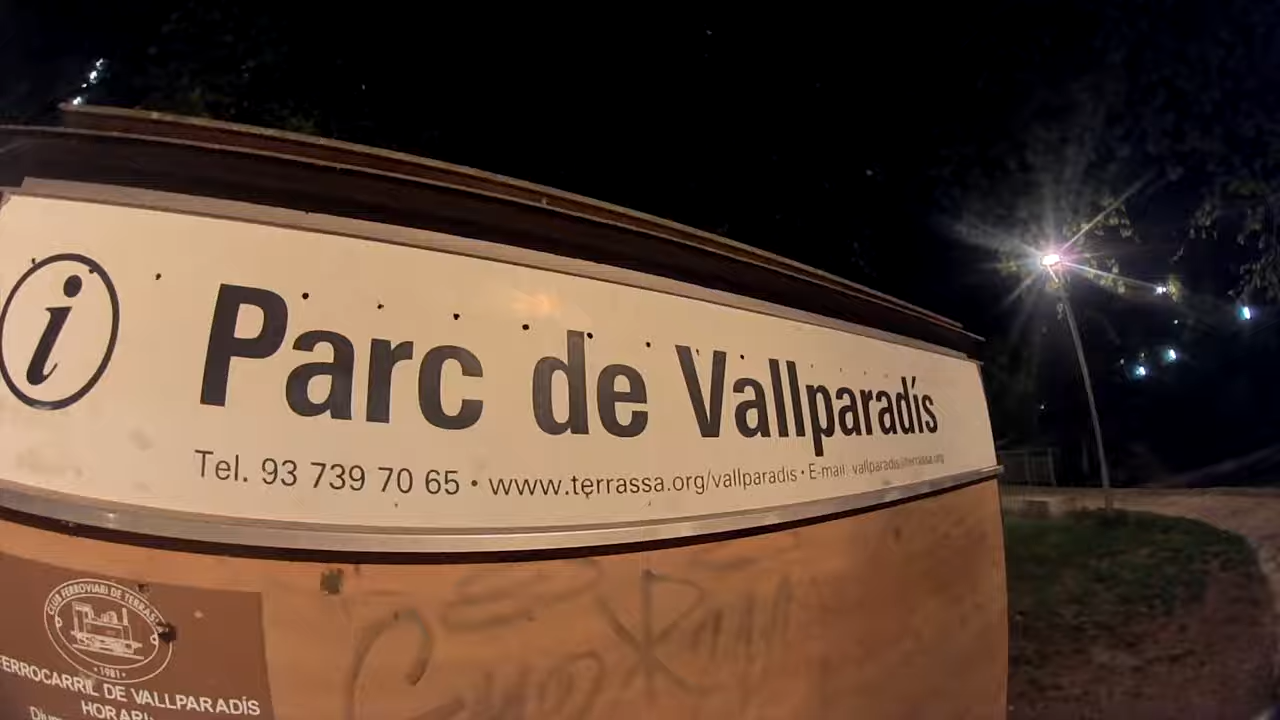 i Parc de Vallparadís
Tel. 93 739 70 65 • www.terrassa.org/vallparadis • E-mail: vallparadis@terrassa.org
CLUB FERROVIARI DE TERRASSA
• 1981 •
FERROCARRIL DE VALLPARADÍS